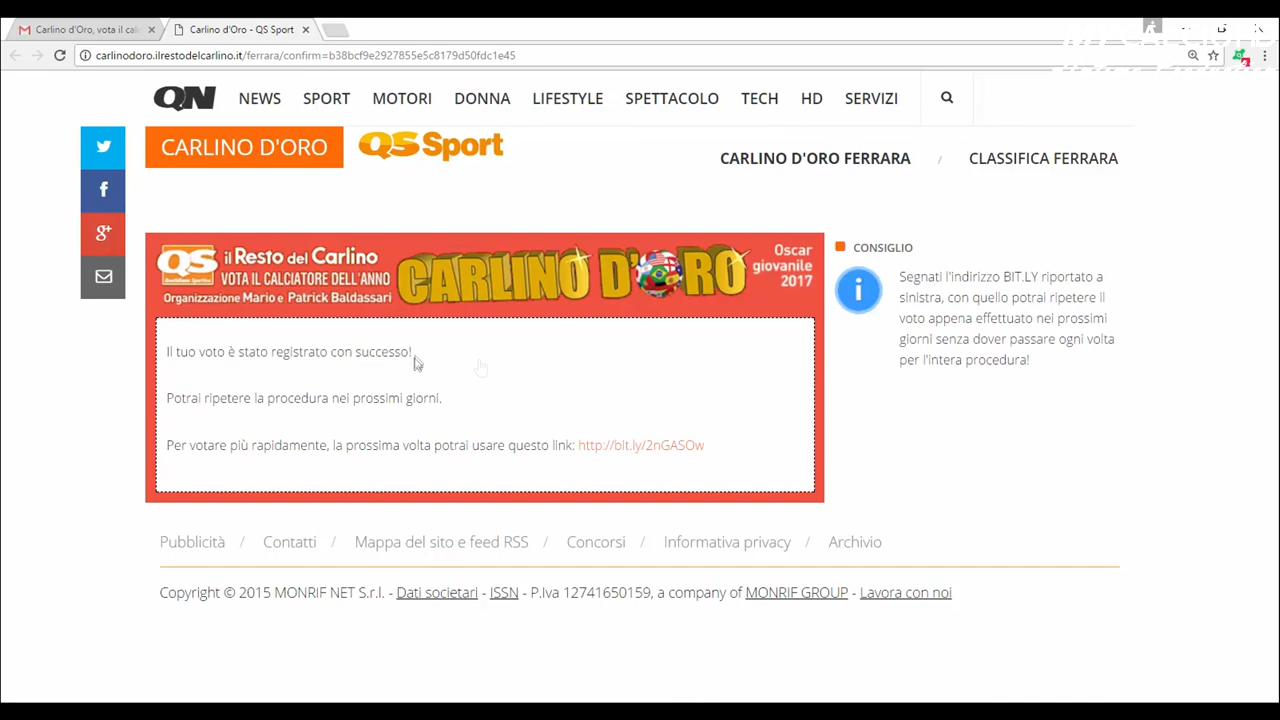 Carlino d'Oro, vota il cal
Carlino d'Oro - QS Sport
carlinodoro.ilrestodelcarlino.it/ferrara/confirm=b38bcf9e2927855e5c8179d50fdc1e45
QN NEWS SPORT MOTORI DONNA LIFESTYLE SPETTACOLO TECH HD SERVIZI
CARLINO D'ORO QS Sport
CARLINO D'ORO FERRARA / CLASSIFICA FERRARA
QS Quotidiano Sportivo
il Resto del Carlino
VOTA IL CALCIATORE DELL'ANNO
Organizzazione Mario e Patrick Baldassari
CARLINO D'ORO
Oscar
giovanile
2017
Il tuo voto è stato registrato con successo!
Potrai ripetere la procedura nei prossimi giorni.
Per votare più rapidamente, la prossima volta potrai usare questo link: http://bit.ly/2nGASOw
CONSIGLIO
Segnati l'indirizzo BIT.LY riportato a
sinistra, con quello potrai ripetere il
voto appena effettuato nei prossimi
giorni senza dover passare ogni volta
per l'intera procedura!
Pubblicità / Contatti / Mappa del sito e feed RSS / Concorsi / Informativa privacy / Archivio
Copyright © 2015 MONRIF NET S.r.l. - Dati societari - ISSN - P.Iva 12741650159, a company of MONRIF GROUP - Lavora con noi